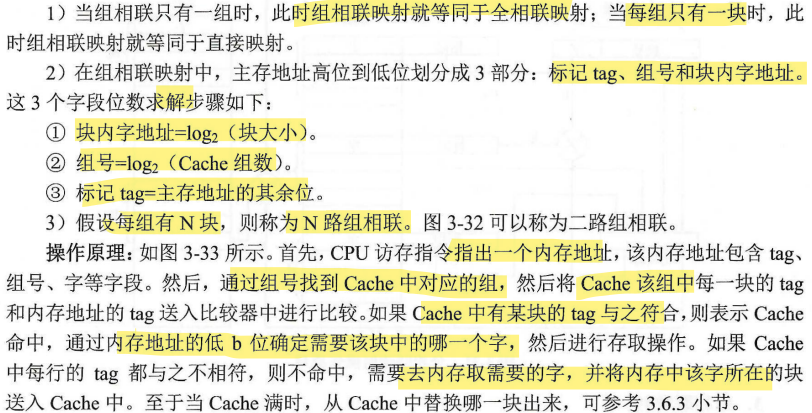 1）当组相联只有一组时，此时组相联映射就等同于全相联映射；当每组只有一块时，此
时组相联映射就等同于直接映射。
2）在组相联映射中，主存地址高位到低位划分成 3 部分：标记 tag、组号和块内字地址。
这 3 个字段位数求解步骤如下：
① 块内字地址=log₂（块大小）。
② 组号=log₂（Cache 组数）。
③ 标记 tag=主存地址的其余位。
3）假设每组有 N 块，则称为 N 路组相联。图 3-32 可以称为二路组相联。
操作原理：如图 3-33 所示。首先，CPU 访存指令指出一个内存地址，该内存地址包含 tag、
组号、字等字段。然后，通过组号找到 Cache 中对应的组，然后将 Cache 该组中每一块的 tag
和内存地址的 tag 送入比较器中进行比较。如果 Cache 中有某块的 tag 与之符合，则表示 Cache
命中，通过内存地址的低 b 位确定需要该块中的哪一个字，然后进行存取操作。如果 Cache
中每行的 tag 都与之不相符，则不命中，需要去内存取需要的字，并将内存中该字所在的块
送入 Cache 中。至于当 Cache 满时，从 Cache 中替换哪一块出来，可参考 3.6.3 小节。